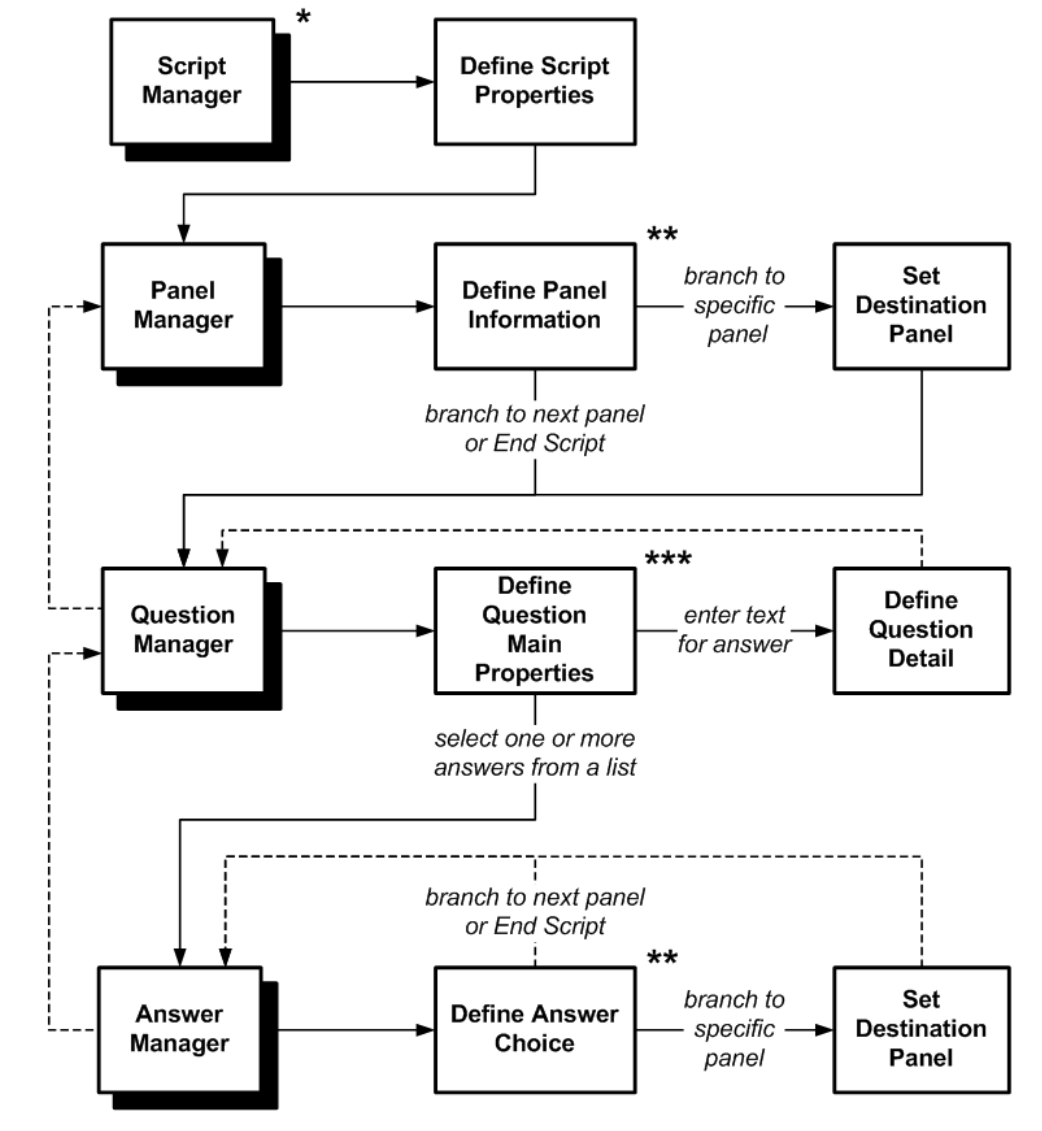 *
Script
Manager
Define Script
Properties
**
Panel
Manager
Define Panel
Information
branch to
specific
panel
Set
Destination
Panel
branch to next panel
or End Script
***
Question
Manager
Define
Question
Main
Properties
enter text
for answer
Define
Question
Detail
select one or more
answers from a list
branch to next panel
or End Script
**
Answer
Manager
Define Answer
Choice
branch to
specific
panel
Set
Destination
Panel